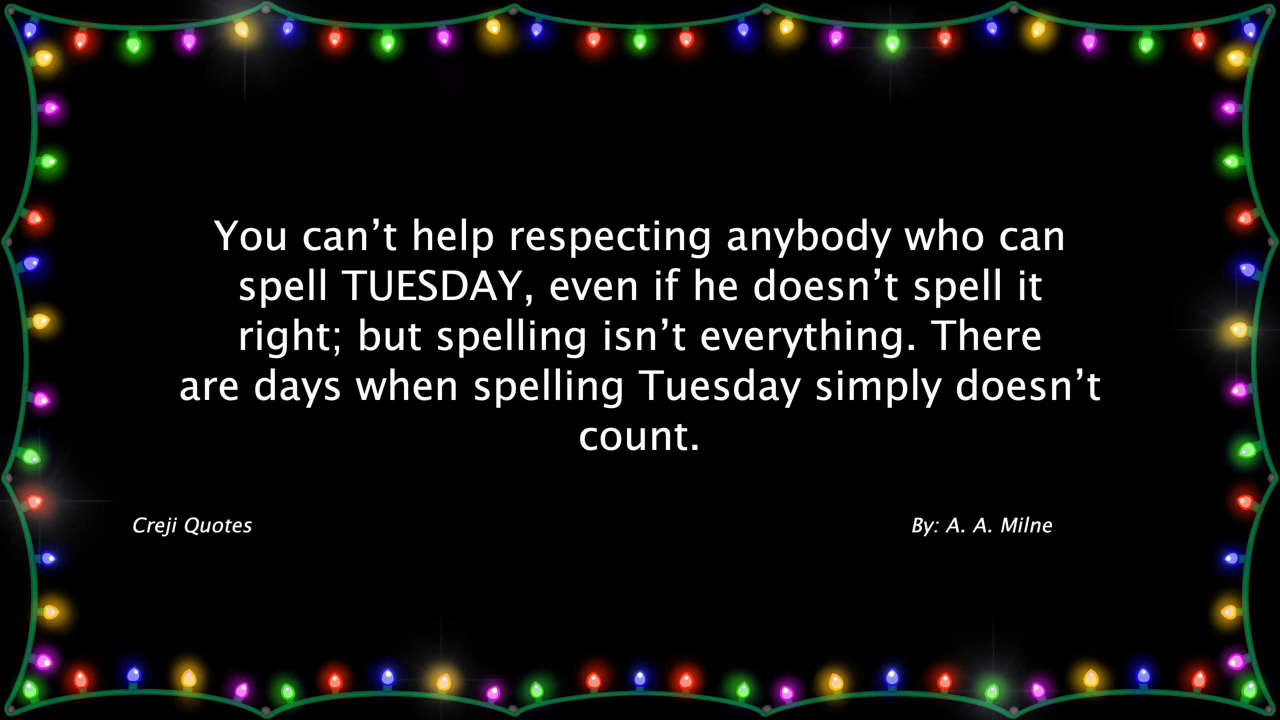 You can’t help respecting anybody who can
spell TUESDAY, even if he doesn’t spell it
right; but spelling isn’t everything. There
are days when spelling Tuesday simply doesn’t
count.
Creji Quotes
By: A. A. Milne